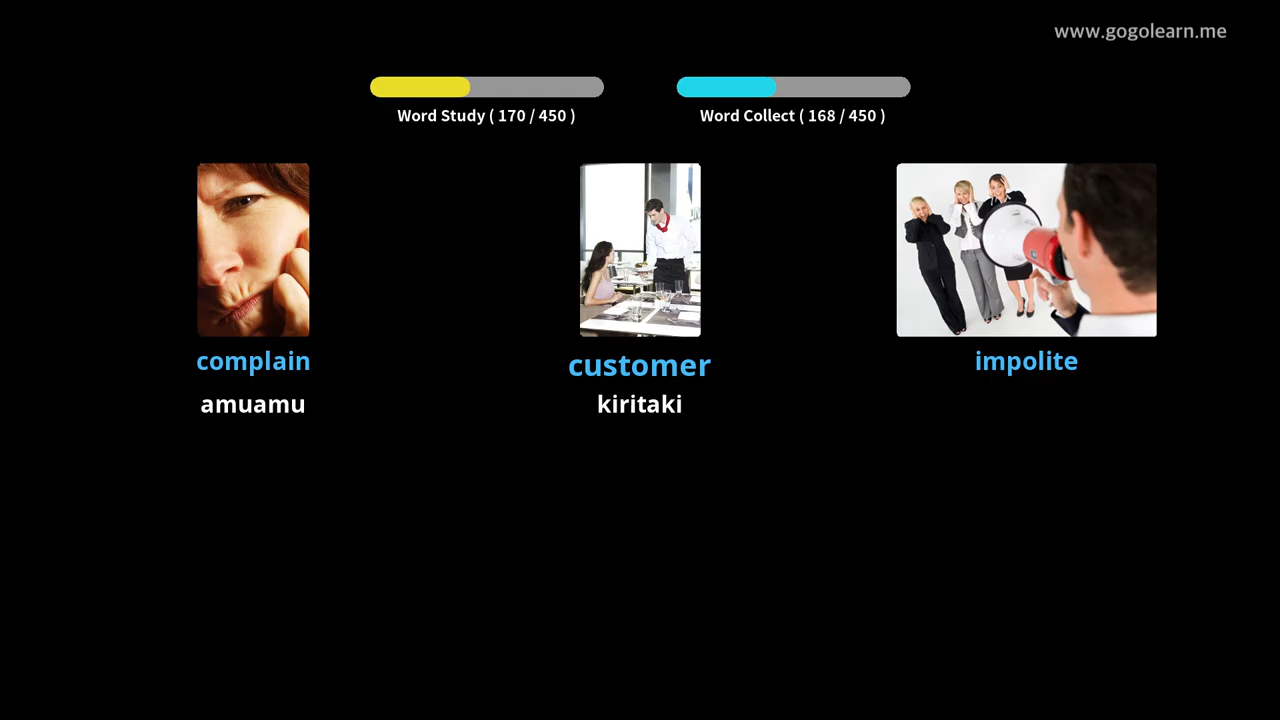 www.gogolearn.me
Word Study ( 170 / 450 )
Word Collect ( 168 / 450 )
complain
customer
impolite
amuamu
kiritaki